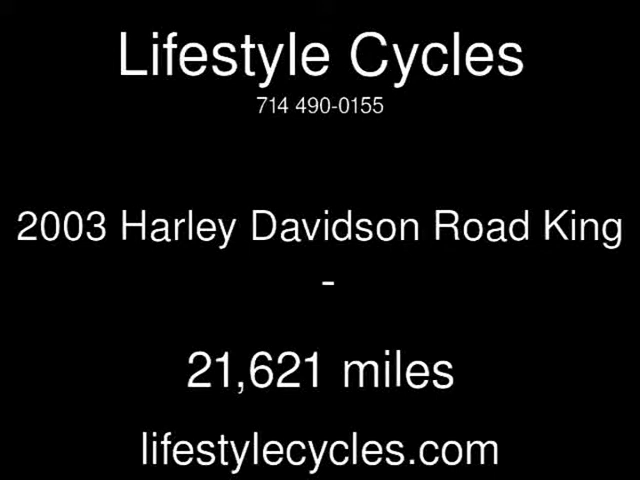 Lifestyle Cycles
714 490-0155
2003 Harley Davidson Road King
-
21,621 miles
lifestylecycles.com